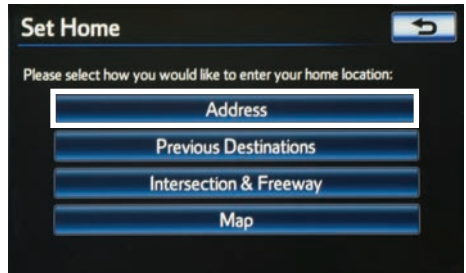 Set Home
Please select how you would like to enter your home location:
Address
Previous Destinations
Intersection & Freeway
Map